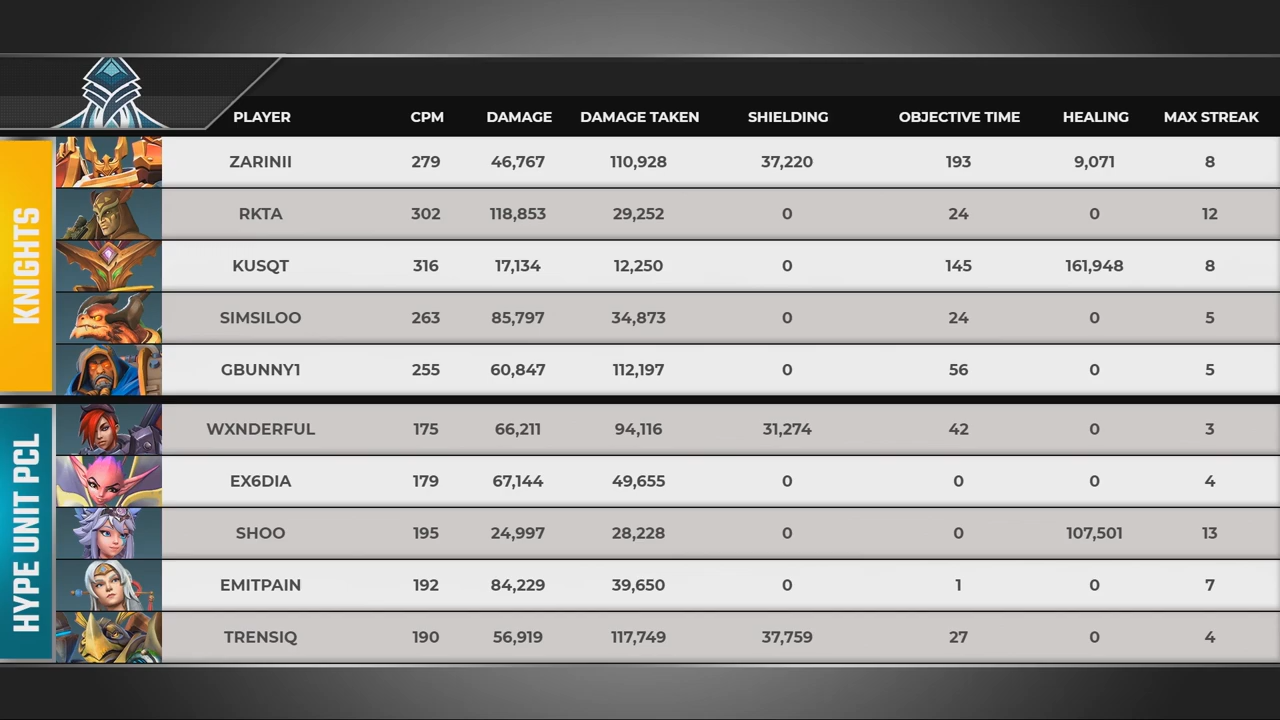 PLAYER CPM DAMAGE DAMAGE TAKEN SHIELDING OBJECTIVE TIME HEALING MAX STREAK
KNIGHTS
ZARINII 279 46,767 110,928 37,220 193 9,071 8
RKTA 302 118,853 29,252 0 24 0 12
KUSQT 316 17,134 12,250 0 145 161,948 8
SIMSILOO 263 85,797 34,873 0 24 0 5
GBUNNY1 255 60,847 112,197 0 56 0 5
HYPE UNIT PCL
WXNDERFUL 175 66,211 94,116 31,274 42 0 3
EX6DIA 179 67,144 49,655 0 0 0 4
SHOO 195 24,997 28,228 0 0 107,501 13
EMITPAIN 192 84,229 39,650 0 1 0 7
TRENSIQ 190 56,919 117,749 37,759 27 0 4